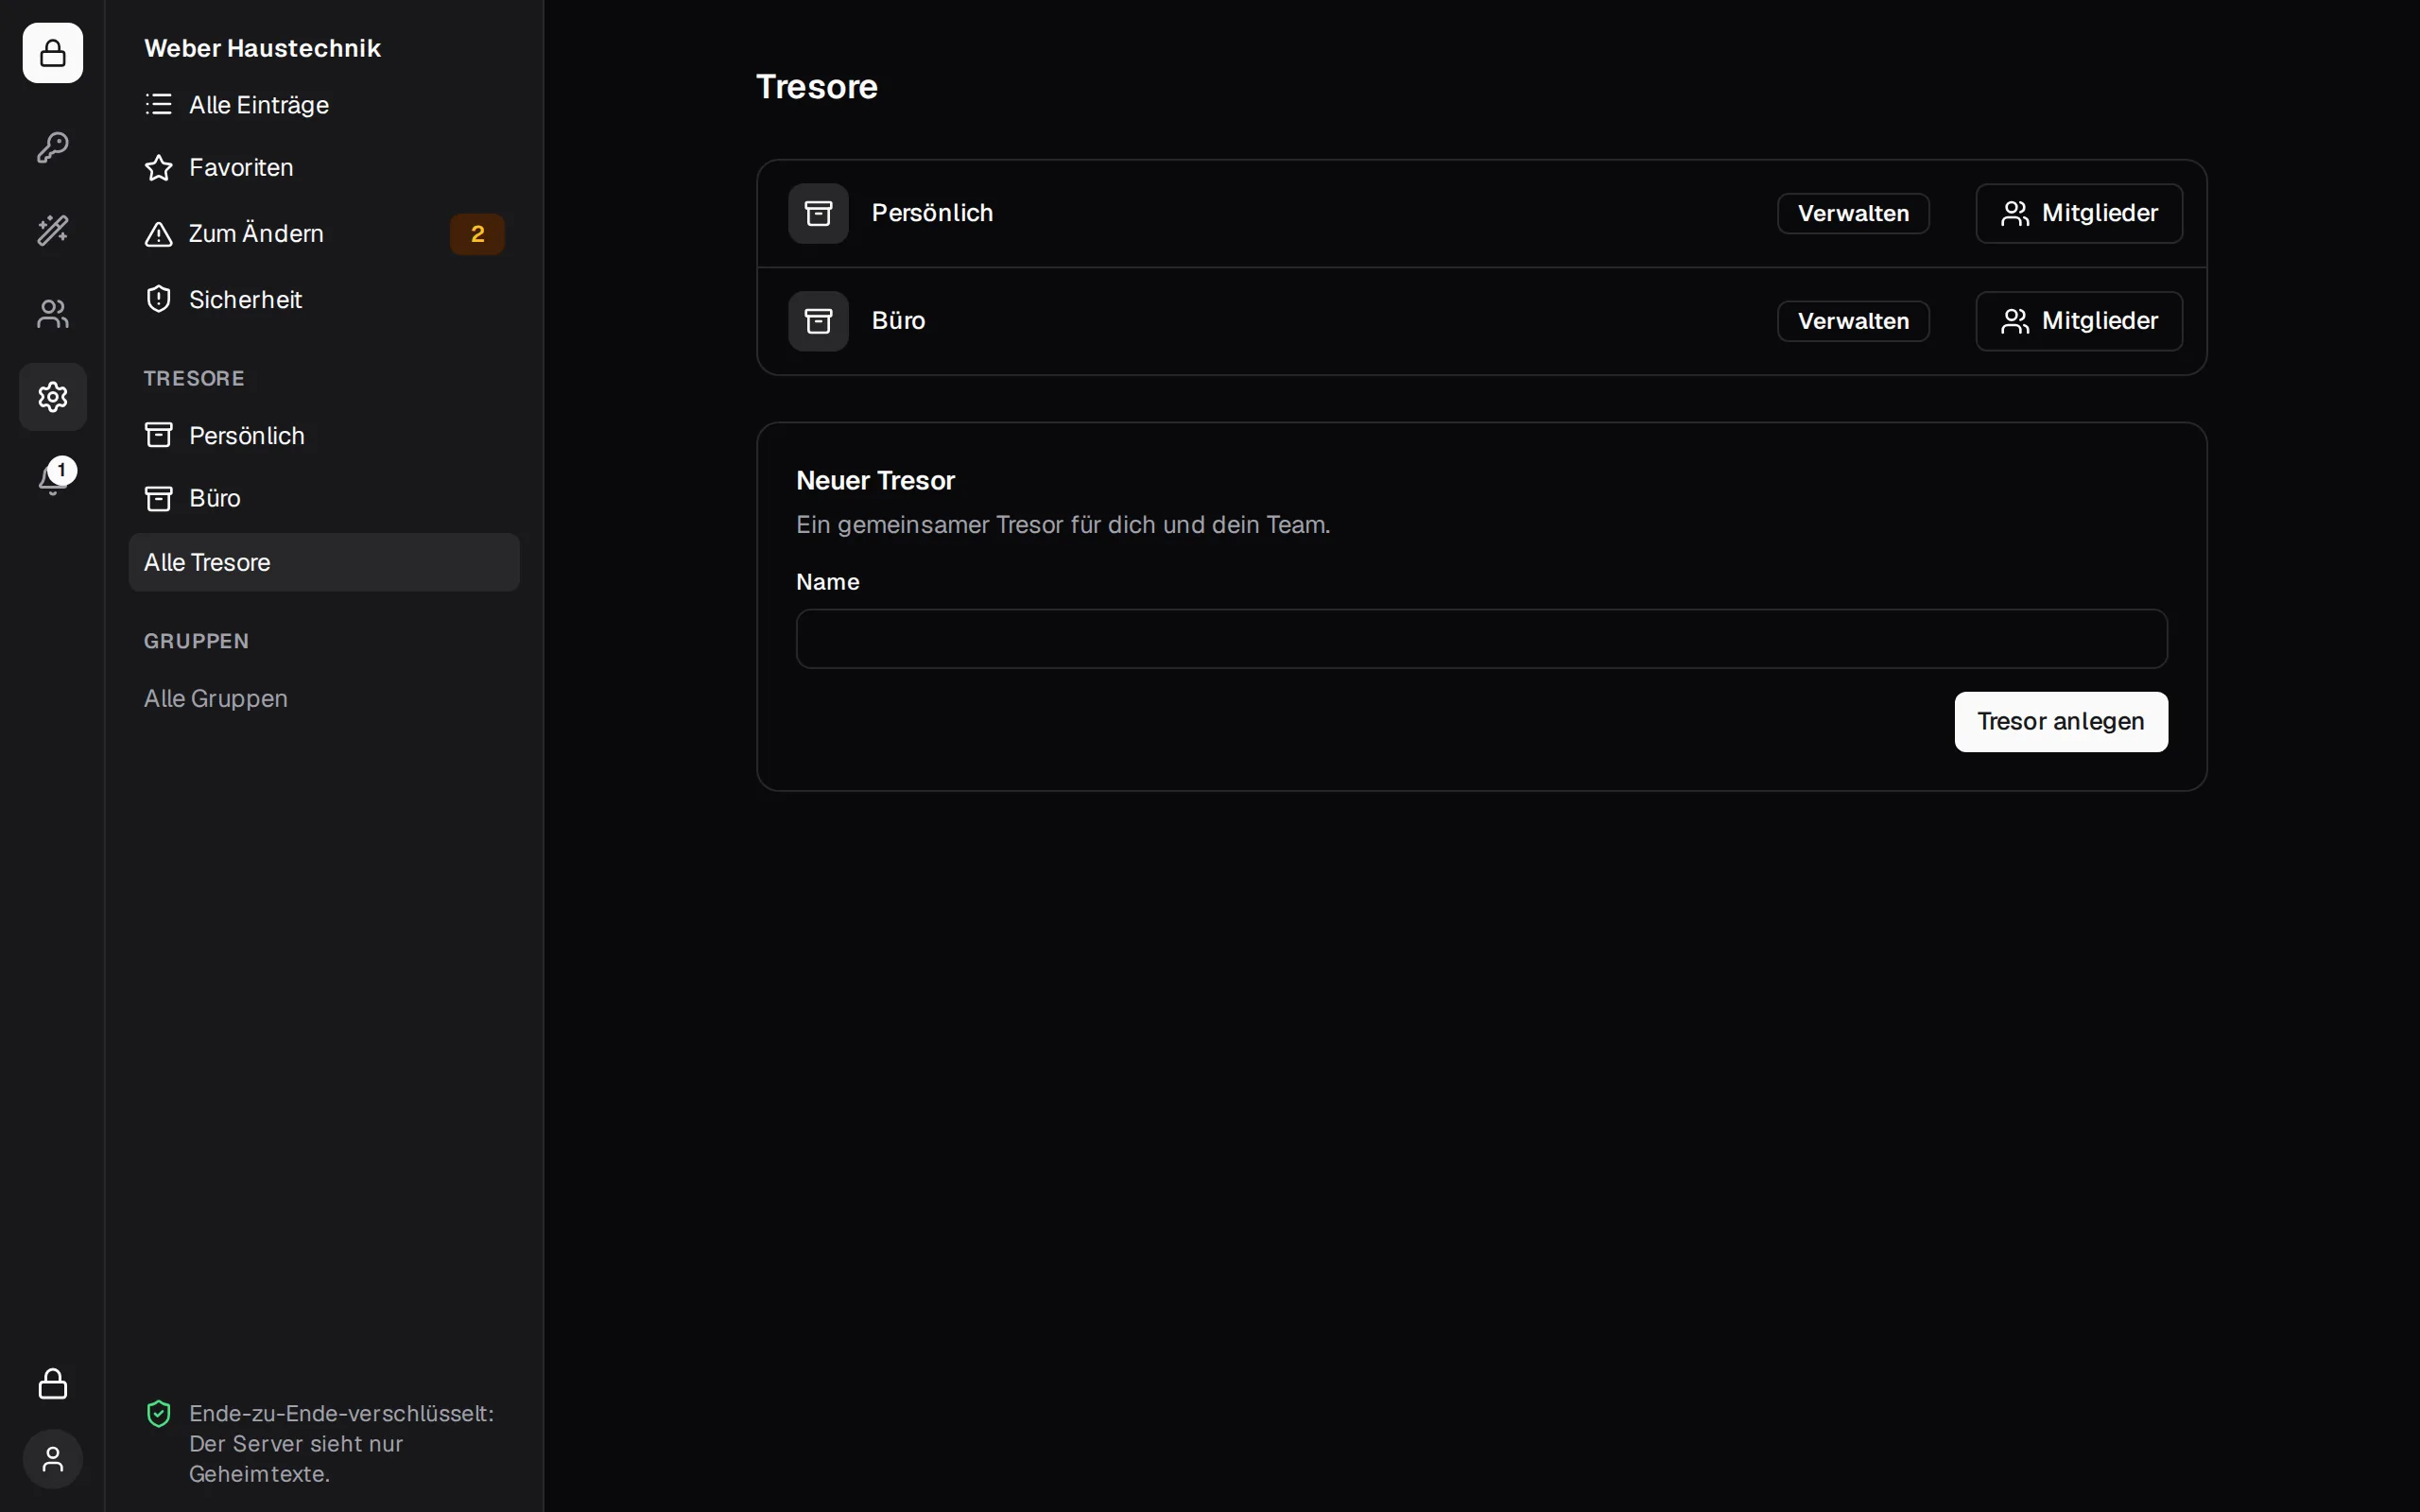 Weber Haustechnik
Alle Einträge
Favoriten
Zum Ändern 2
Sicherheit
1
TRESORE
Persönlich
Büro
Alle Tresore
GRUPPEN
Alle Gruppen
Ende-zu-Ende-verschlüsselt:
Der Server sieht nur
Geheimtexte.
Tresore
Persönlich Verwalten Mitglieder
Büro Verwalten Mitglieder
Neuer Tresor
Ein gemeinsamer Tresor für dich und dein Team.
Name
Tresor anlegen